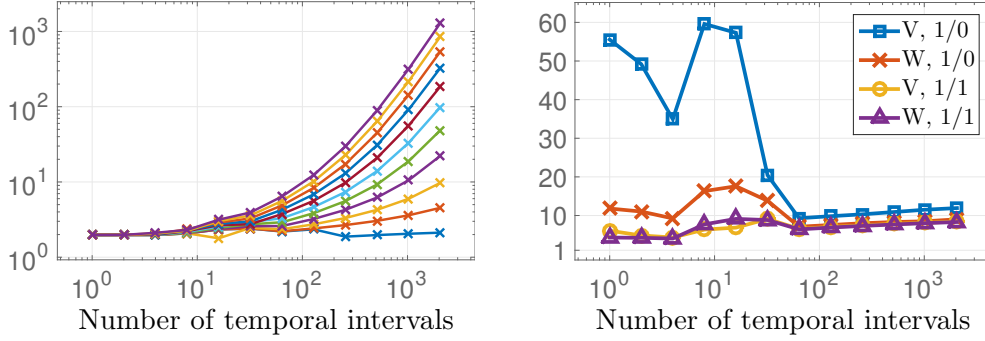 10^3
10^2
10^1
10^0
10^0 10^1 10^2 10^3
Number of temporal intervals
60
50
40
30
20
10
1
10^0 10^1 10^2 10^3
Number of temporal intervals
V, 1/0
W, 1/0
V, 1/1
W, 1/1